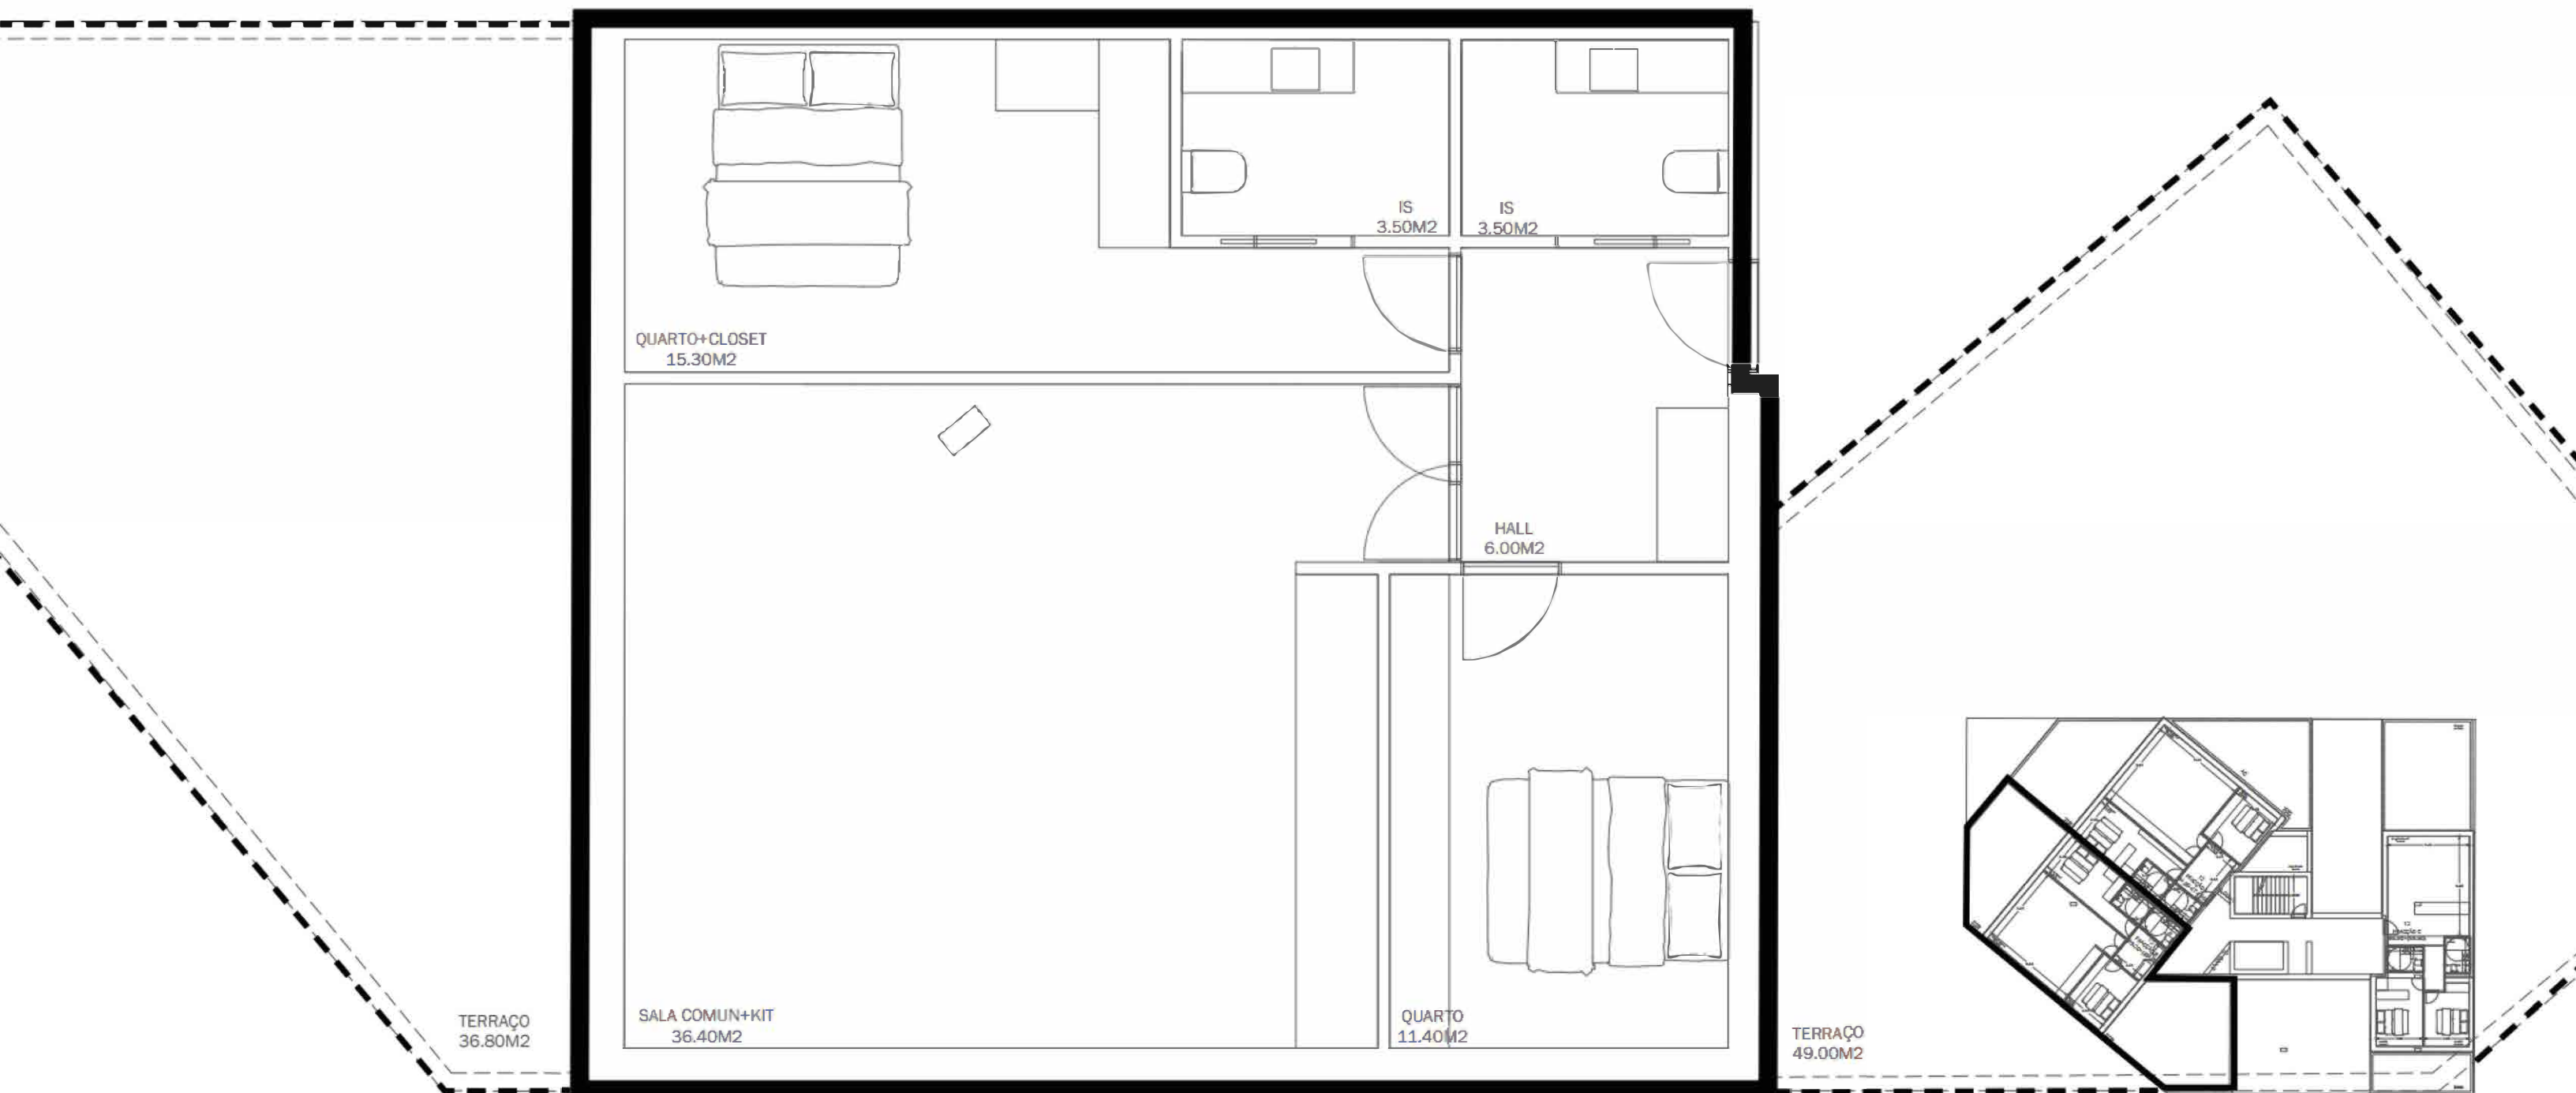 IS
3.50M2
IS
3.50M2
QUARTO+CLOSET
15.30M2
HALL
6.00M2
TERRAÇO
36.80M2
SALA COMUN+KIT
36.40M2
QUARTO
11.40M2
TERRAÇO
49.00M2